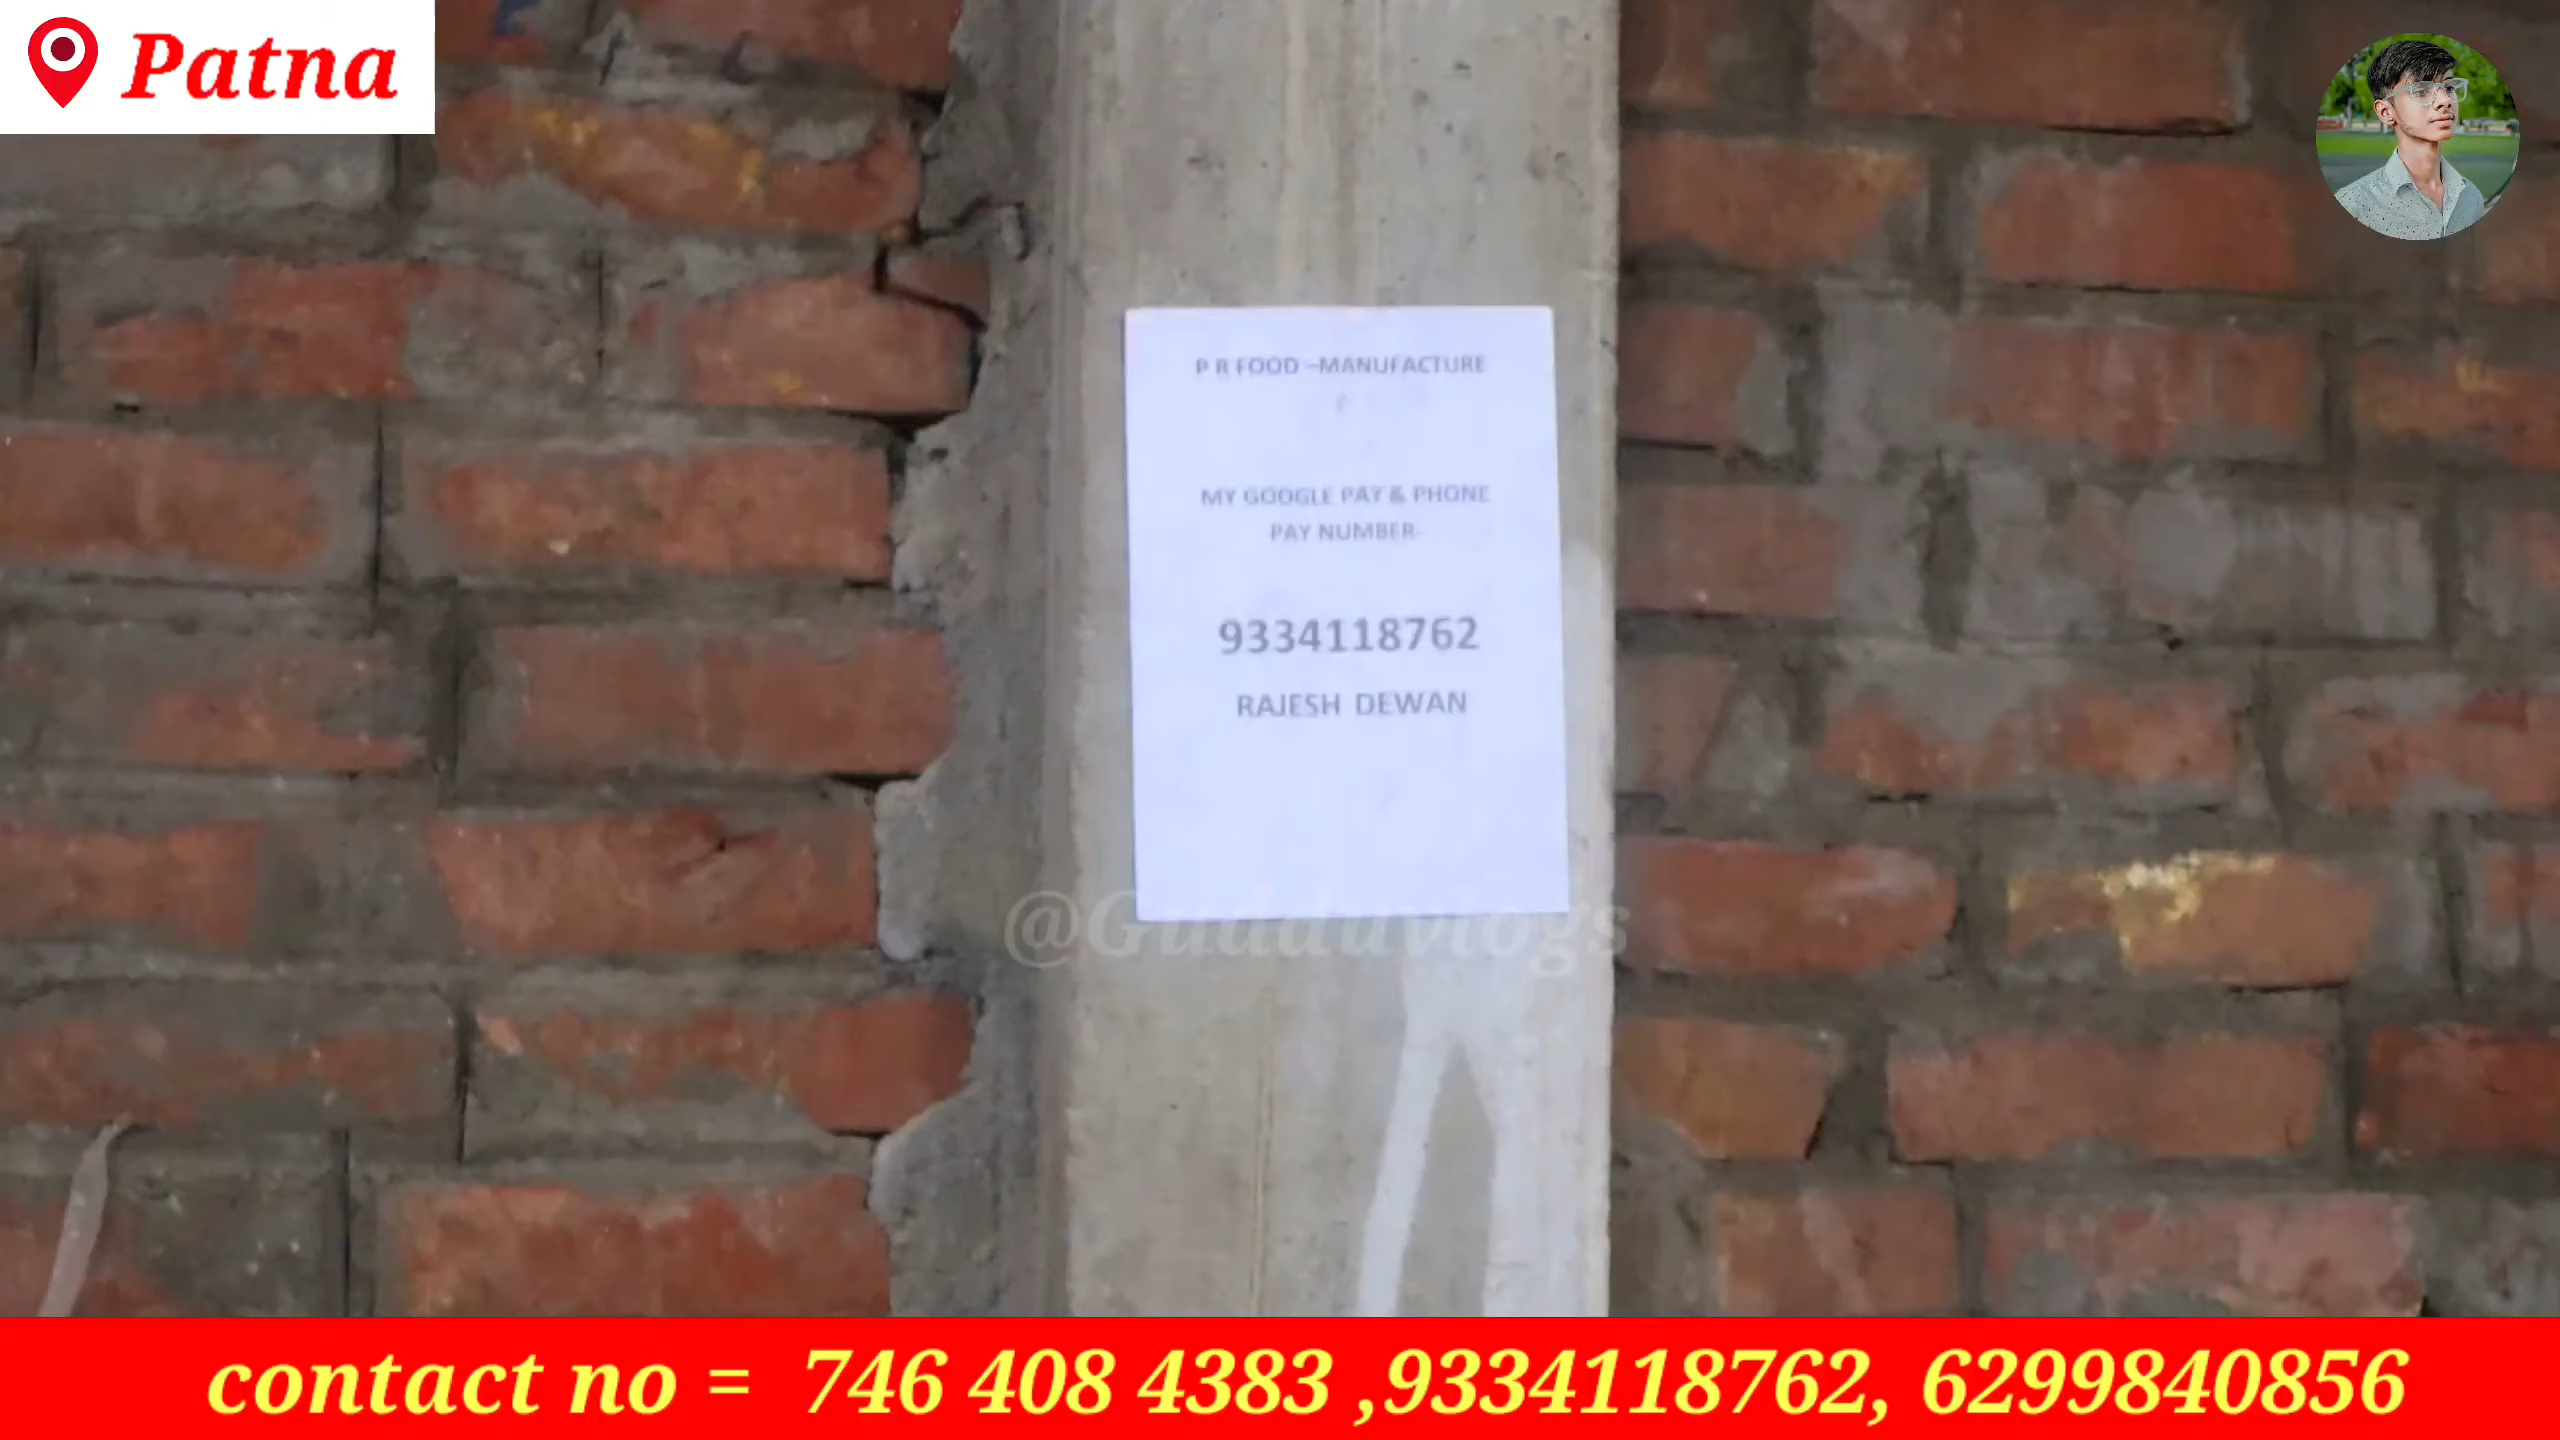 Patna
P R FOOD –MANUFACTURE
MY GOOGLE PAY & PHONE
PAY NUMBER-
9334118762
RAJESH DEWAN
@Gudduvlogs
contact no = 746 408 4383 ,9334118762, 6299840856